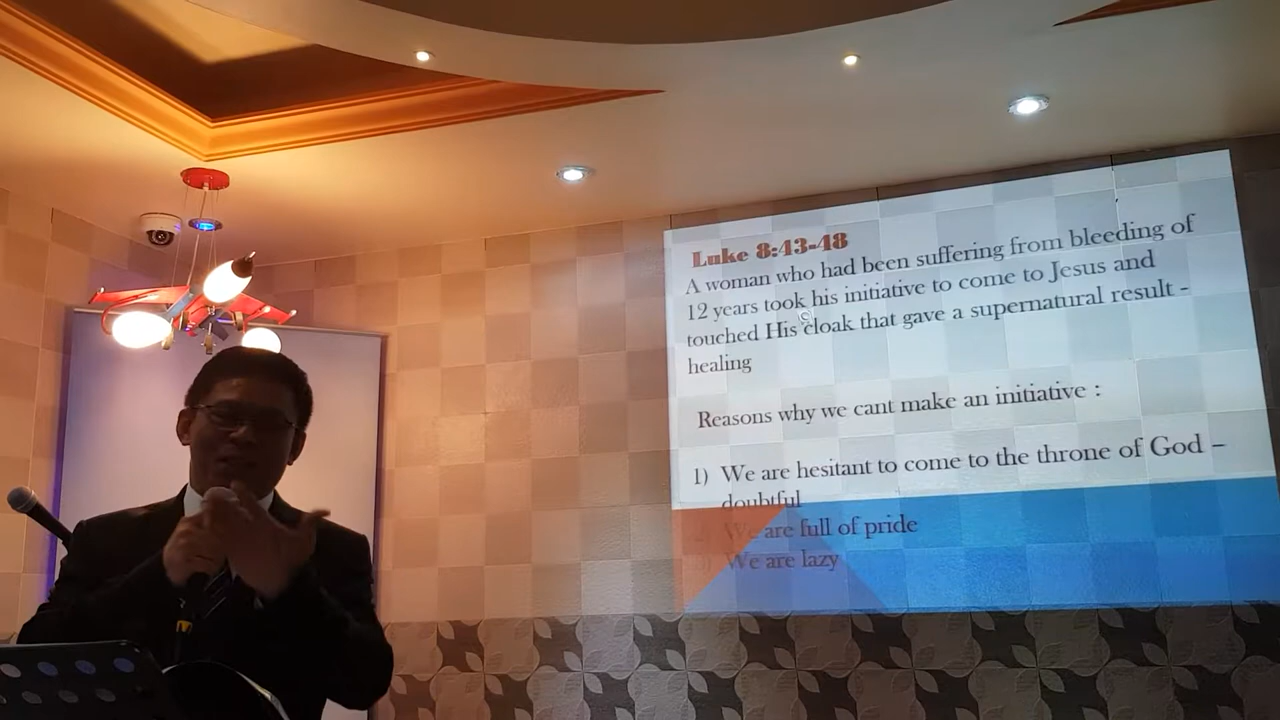 Luke 8:43-48
A woman who had been suffering from bleeding of
12 years took his initiative to come to Jesus and
touched His cloak that gave a supernatural result -
healing
Reasons why we cant make an initiative :
1) We are hesitant to come to the throne of God –
doubtful
2) We are full of pride
3) We are lazy